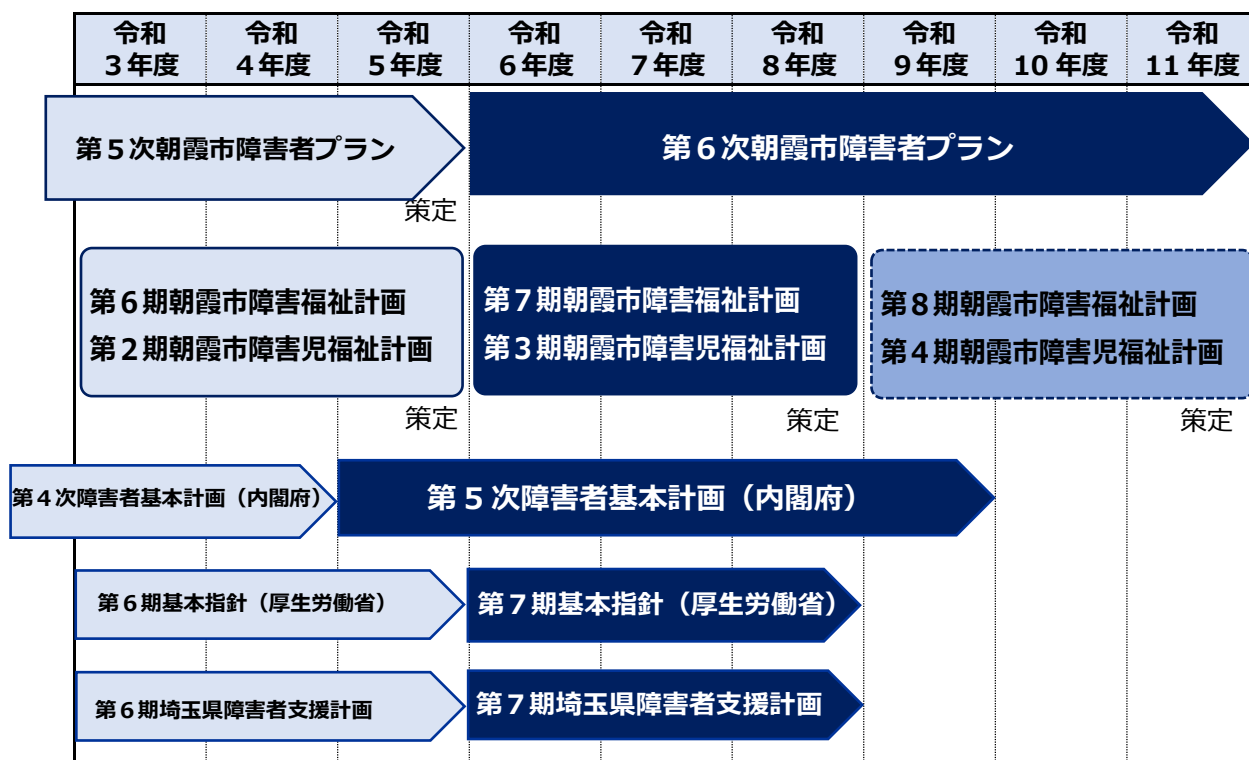 令和 令和 令和 令和 令和 令和 令和 令和 令和
3年度 4年度 5年度 6年度 7年度 8年度 9年度 10年度 11年度
第5次朝霞市障害者プラン 第6次朝霞市障害者プラン
策定
第6期朝霞市障害福祉計画 第7期朝霞市障害福祉計画 第8期朝霞市障害福祉計画
第2期朝霞市障害児福祉計画 第3期朝霞市障害児福祉計画 第4期朝霞市障害児福祉計画
策定 策定 策定
第4次障害者基本計画(内閣府) 第5次障害者基本計画(内閣府)
第6期基本指針(厚生労働省) 第7期基本指針(厚生労働省)
第6期埼玉県障害者支援計画 第7期埼玉県障害者支援計画